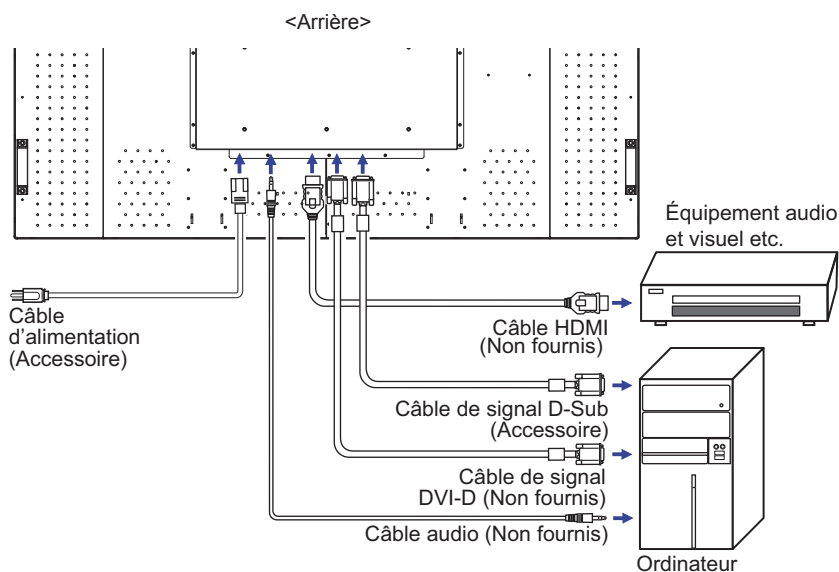 <Arrière>
Équipement audio
et visuel etc.
Câble
d’alimentation
(Accessoire)
Câble HDMI
(Non fournis)
Câble de signal D-Sub
(Accessoire)
Câble de signal
DVI-D (Non fournis)
Câble audio (Non fournis)
Ordinateur